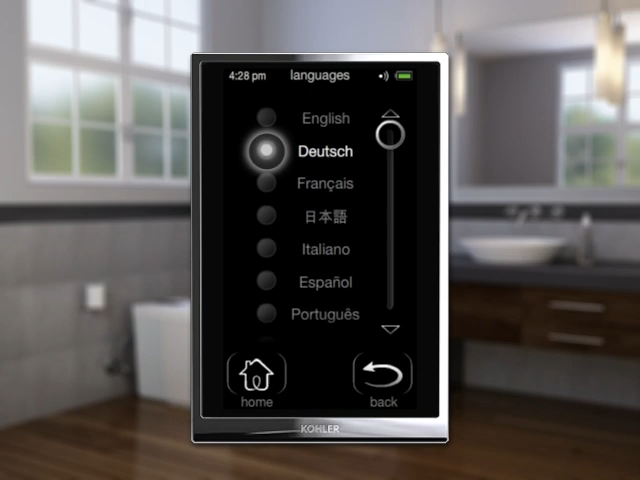 4:28 pm languages
English
Deutsch
Français
日本語
Italiano
Español
Português
home back
KOHLER